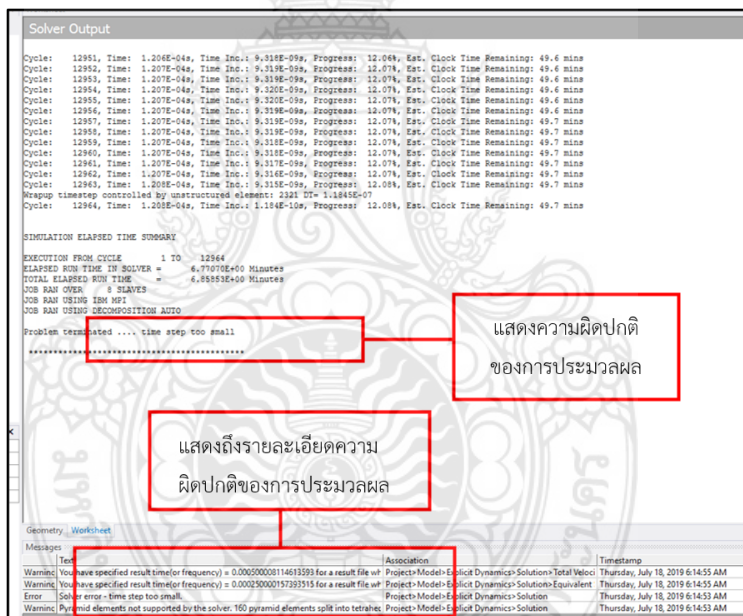 Solver Output
Cycle: 12951, Time: 1.206E-04s, Time Inc.: 9.318E-09s, Progress: 12.06%, Est. Clock Time Remaining: 49.6 mins
Cycle: 12952, Time: 1.207E-04s, Time Inc.: 9.319E-09s, Progress: 12.07%, Est. Clock Time Remaining: 49.6 mins
Cycle: 12953, Time: 1.207E-04s, Time Inc.: 9.319E-09s, Progress: 12.07%, Est. Clock Time Remaining: 49.6 mins
Cycle: 12954, Time: 1.207E-04s, Time Inc.: 9.320E-09s, Progress: 12.07%, Est. Clock Time Remaining: 49.6 mins
Cycle: 12955, Time: 1.207E-04s, Time Inc.: 9.320E-09s, Progress: 12.07%, Est. Clock Time Remaining: 49.6 mins
Cycle: 12956, Time: 1.207E-04s, Time Inc.: 9.319E-09s, Progress: 12.07%, Est. Clock Time Remaining: 49.6 mins
Cycle: 12957, Time: 1.207E-04s, Time Inc.: 9.319E-09s, Progress: 12.07%, Est. Clock Time Remaining: 49.7 mins
Cycle: 12958, Time: 1.207E-04s, Time Inc.: 9.319E-09s, Progress: 12.07%, Est. Clock Time Remaining: 49.7 mins
Cycle: 12959, Time: 1.207E-04s, Time Inc.: 9.318E-09s, Progress: 12.07%, Est. Clock Time Remaining: 49.7 mins
Cycle: 12960, Time: 1.207E-04s, Time Inc.: 9.318E-09s, Progress: 12.07%, Est. Clock Time Remaining: 49.7 mins
Cycle: 12961, Time: 1.207E-04s, Time Inc.: 9.317E-09s, Progress: 12.07%, Est. Clock Time Remaining: 49.7 mins
Cycle: 12962, Time: 1.207E-04s, Time Inc.: 9.316E-09s, Progress: 12.07%, Est. Clock Time Remaining: 49.7 mins
Cycle: 12963, Time: 1.208E-04s, Time Inc.: 9.315E-09s, Progress: 12.08%, Est. Clock Time Remaining: 49.7 mins
Wrapup timestep controlled by unstructured element: 2321 DT= 1.1845E-07
Cycle: 12964, Time: 1.208E-04s, Time Inc.: 1.184E-10s, Progress: 12.08%, Est. Clock Time Remaining: 49.7 mins
SIMULATION ELAPSED TIME SUMMARY
EXECUTION FROM CYCLE 1 TO 12964
ELAPSED RUN TIME IN SOLVER = 6.77070E+00 Minutes
TOTAL ELAPSED RUN TIME = 6.85853E+00 Minutes
JOB RAN OVER 8 SLAVES
JOB RAN USING IBM MPI
JOB RAN USING DECOMPOSITION AUTO
Problem terminated .... time step too small
แสดงความผิดปกติ
ของการประมวลผล
แสดงถึงรายละเอียดความ
ผิดปกติของการประมวลผล
Geometry Worksheet
Messages
Text Association Timestamp
Warning You have specified result time(or frequency) = 0.000500008114613593 for a result file wh Project>Model>Explicit Dynamics>Solution>Total Veloci Thursday, July 18, 2019 6:14:55 AM
Warning You have specified result time(or frequency) = 0.000250000157393515 for a result file wh Project>Model>Explicit Dynamics>Solution>Equivalent Thursday, July 18, 2019 6:14:55 AM
Error Solver error - time step too small. Project>Model>Explicit Dynamics>Solution Thursday, July 18, 2019 6:14:53 AM
Warning Pyramid elements not supported by the solver. 160 pyramid elements split into tetrahed Project>Model>Explicit Dynamics>Solution Thursday, July 18, 2019 6:14:53 AM